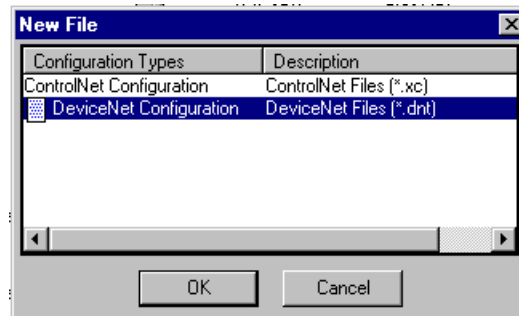 New File
Configuration Types Description
ControlNet Configuration ControlNet Files (*.xc)
DeviceNet Configuration DeviceNet Files (*.dnt)
OK Cancel